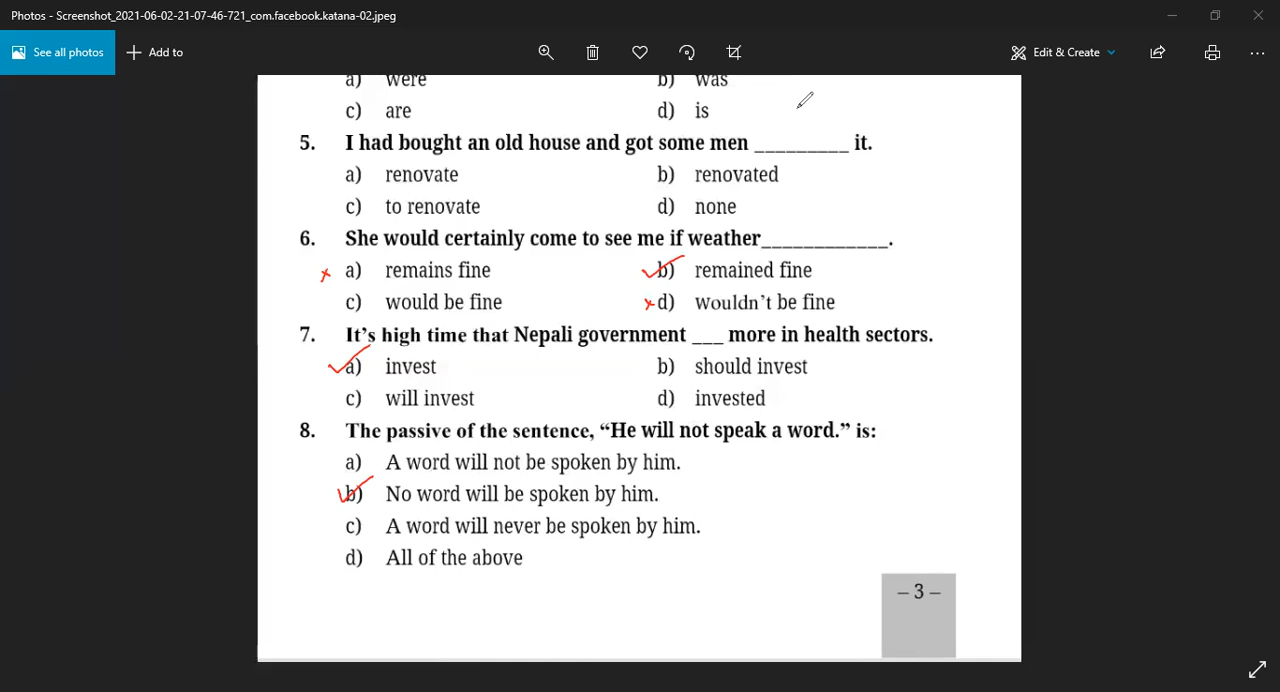 Photos - Screenshot_2021-06-02-21-07-46-721_com.facebook.katana-02.jpeg
See all photos Add to Edit & Create
a) were b) was
c) are d) is
5. I had bought an old house and got some men _________ it.
a) renovate b) renovated
c) to renovate d) none
6. She would certainly come to see me if weather____________.
a) remains fine b) remained fine
c) would be fine d) wouldn't be fine
7. It's high time that Nepali government ___ more in health sectors.
a) invest b) should invest
c) will invest d) invested
8. The passive of the sentence, “He will not speak a word.” is:
a) A word will not be spoken by him.
b) No word will be spoken by him.
c) A word will never be spoken by him.
d) All of the above
– 3 –